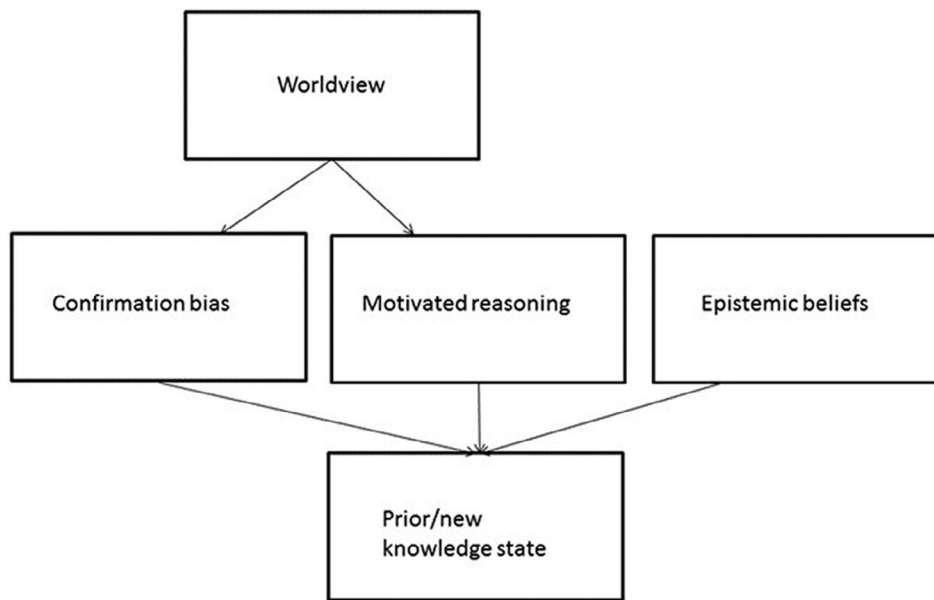 Worldview
Confirmation bias
Motivated reasoning
Epistemic beliefs
Prior/new
knowledge state